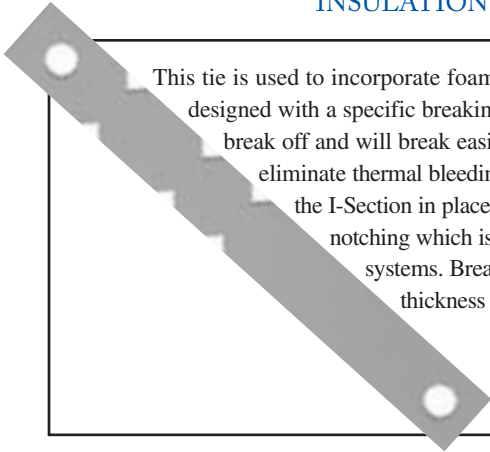 INSULATION
This tie is used to incorporate foam
designed with a specific breakin
break off and will break easi
eliminate thermal bleedin
the I-Section in place
notching which is
systems. Brea
thickness